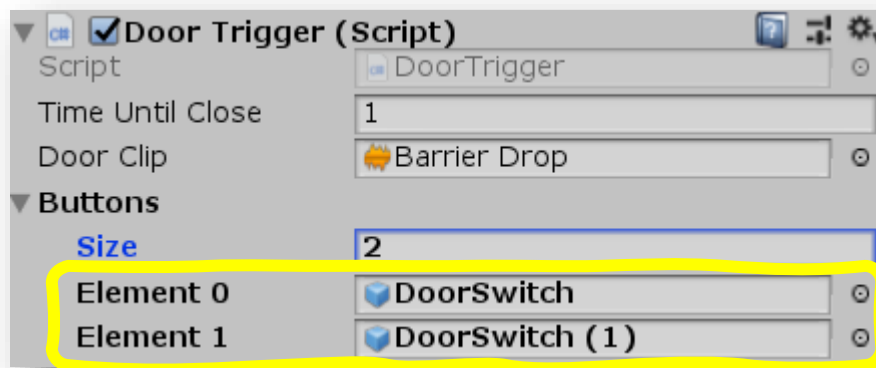 Door Trigger (Script)
Script DoorTrigger
Time Until Close 1
Door Clip Barrier Drop
Buttons
Size 2
Element 0 DoorSwitch
Element 1 DoorSwitch (1)